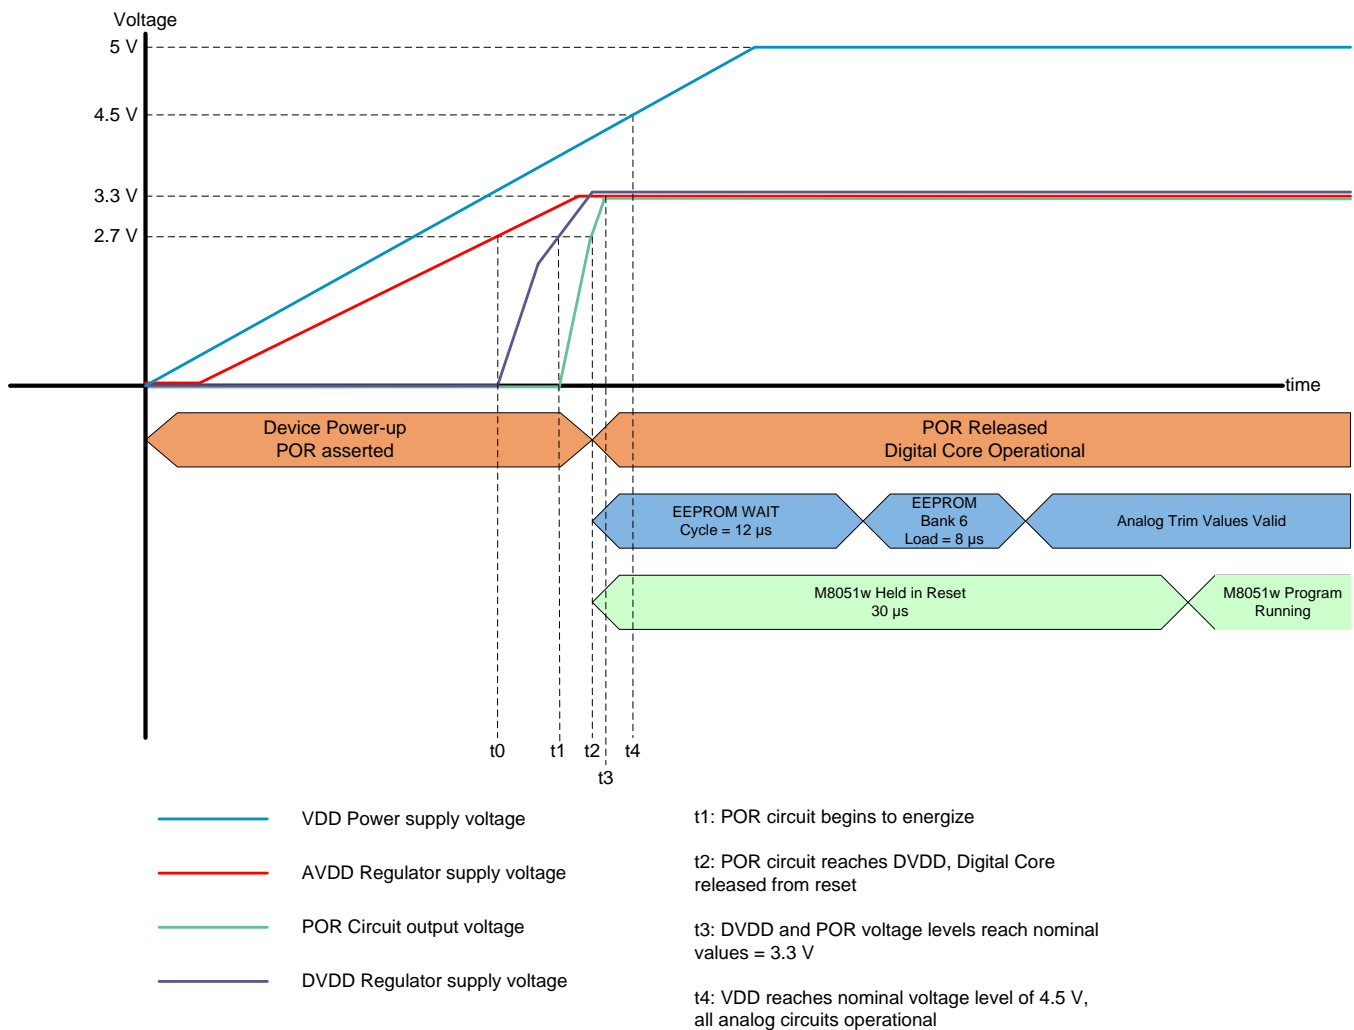 Voltage
5 V
4.5 V
3.3 V
2.7 V
time
Device Power-up
POR asserted
POR Released
Digital Core Operational
EEPROM WAIT
Cycle = 12 µs
EEPROM
Bank 6
Load = 8 µs
Analog Trim Values Valid
M8051w Held in Reset
30 µs
M8051w Program
Running
t0
t1
t2
t4
t3
VDD Power supply voltage
AVDD Regulator supply voltage
POR Circuit output voltage
DVDD Regulator supply voltage
t1: POR circuit begins to energize
t2: POR circuit reaches DVDD, Digital Core
released from reset
t3: DVDD and POR voltage levels reach nominal
values = 3.3 V
t4: VDD reaches nominal voltage level of 4.5 V,
all analog circuits operational